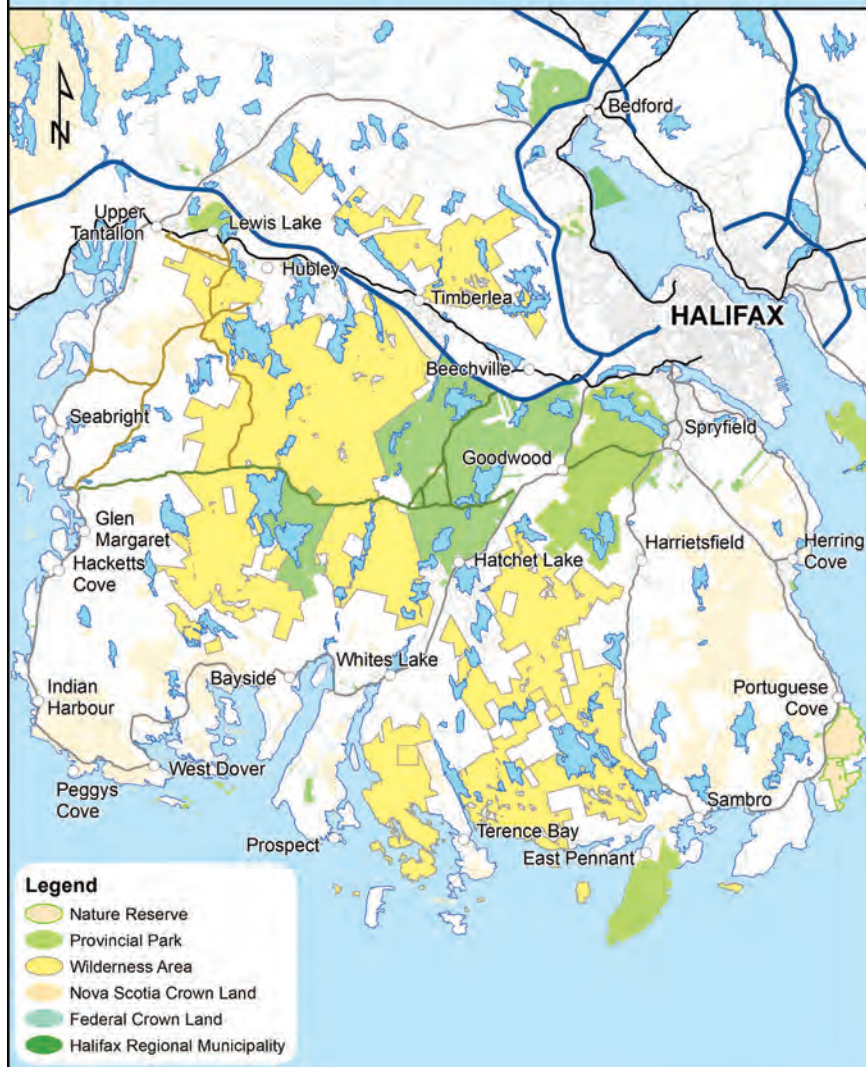 N
Bedford
Upper
Tantallon
Lewis Lake
Hubley
Timberlea
HALIFAX
Beechville
Seabright
Spryfield
Goodwood
Glen
Margaret
Hacketts
Cove
Hatchet Lake
Harrietsfield
Herring
Cove
Whites Lake
Bayside
Indian
Harbour
Portuguese
Cove
West Dover
Peggys
Cove
Sambro
Prospect
Terence Bay
East Pennant
Legend
Nature Reserve
Provincial Park
Wilderness Area
Nova Scotia Crown Land
Federal Crown Land
Halifax Regional Municipality